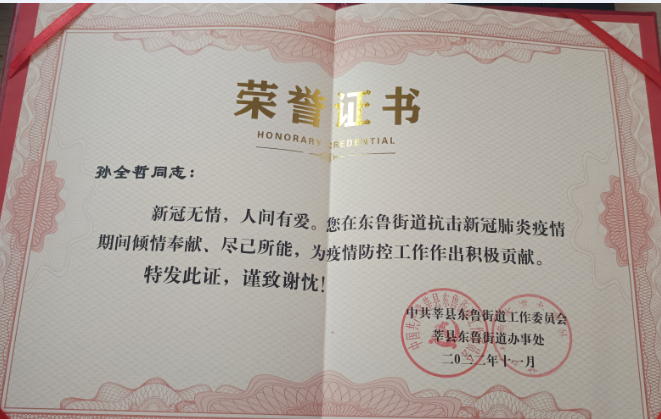 荣誉证书
HONORARY CREDENTIAL
孙全哲同志：
新冠无情，人间有爱。您在东鲁街道抗击新冠肺炎疫情
期间倾情奉献、尽己所能，为疫情防控工作作出积极贡献。
特发此证，谨致谢忱！
中共莘县东鲁街道工作委员会
莘县东鲁街道办事处
二〇二二年十一月